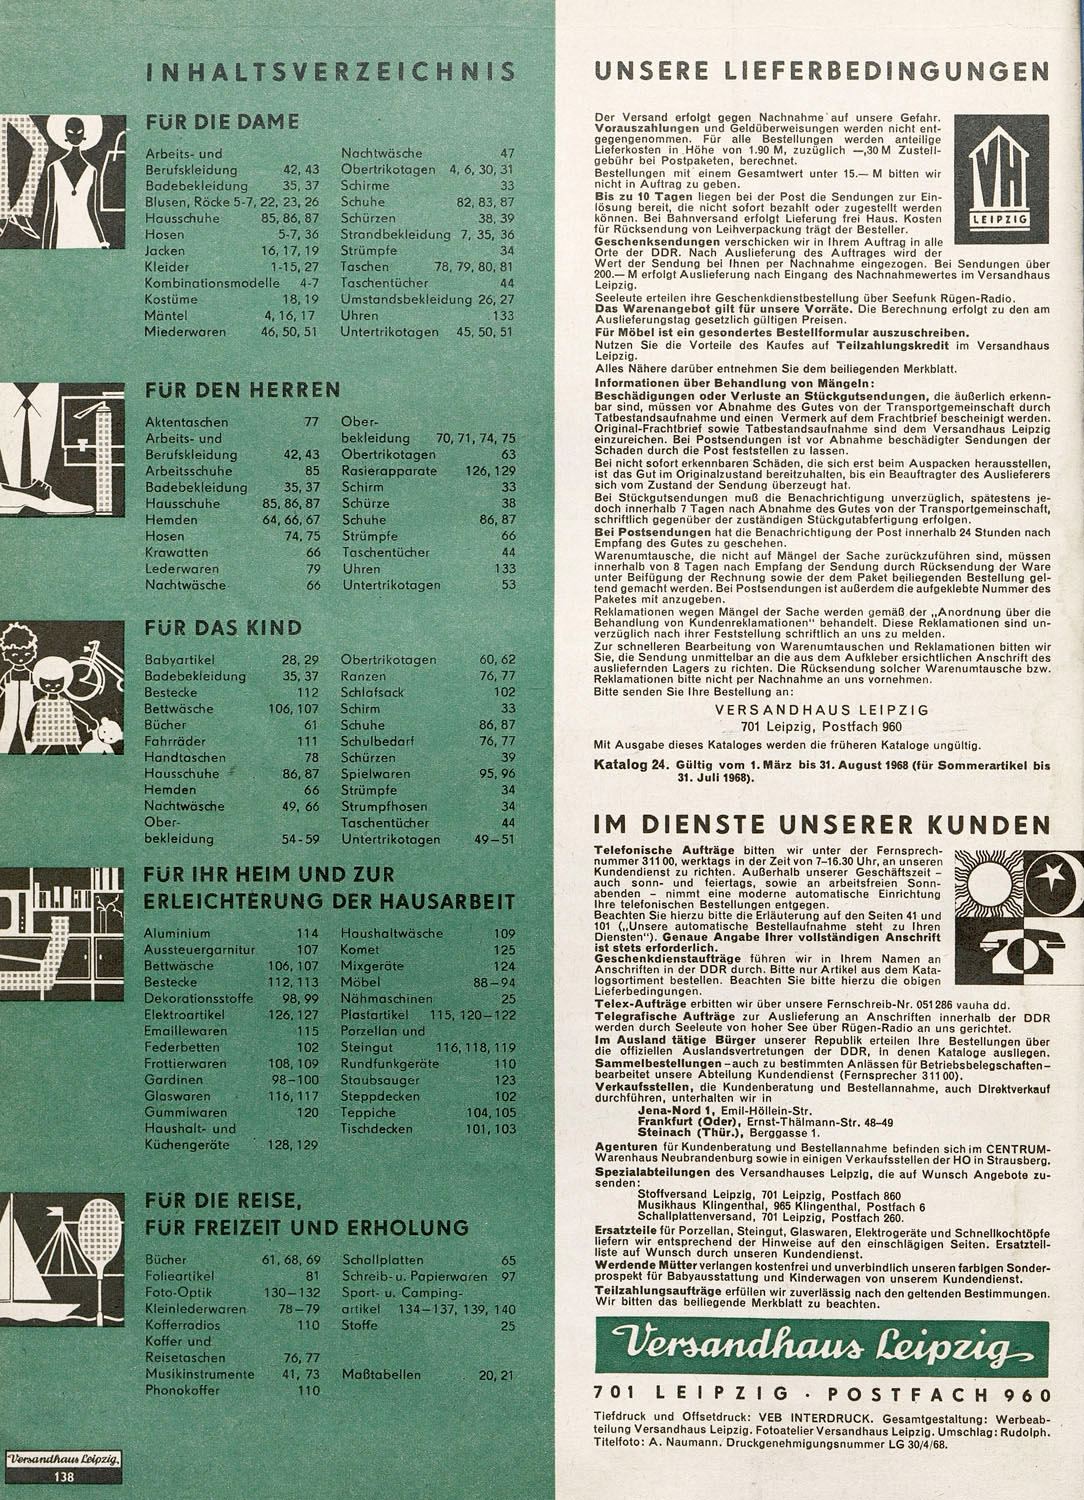 INHALTSVERZEICHNIS
FÜR DIE DAME
Arbeits- und
Berufskleidung 42, 43
Badebekleidung 35, 37
Blusen, Röcke 5-7, 22, 23, 26
Hausschuhe 85, 86, 87
Hosen 5-7, 36
Jacken 16, 17, 19
Kleider 1-15, 27
Kombinationsmodelle 4-7
Kostüme 18, 19
Mäntel 4, 16, 17
Miederwaren 46, 50, 51
Nachtwäsche 47
Obertrikotagen 4, 6, 30, 31
Schirme 33
Schuhe 82, 83, 87
Schürzen 38, 39
Strandbekleidung 7, 35, 36
Strümpfe 34
Taschen 78, 79, 80, 81
Taschentücher 44
Umstandsbekleidung 26, 27
Uhren 133
Untertrikotagen 45, 50, 51
FÜR DEN HERREN
Aktentaschen 77
Arbeits- und
Berufskleidung 42, 43
Arbeitsschuhe 85
Badebekleidung 35, 37
Hausschuhe 85, 86, 87
Hemden 64, 66, 67
Hosen 74, 75
Krawatten 66
Lederwaren 79
Nachtwäsche 66
Ober-
bekleidung 70, 71, 74, 75
Obertrikotagen 63
Rasierapparate 126, 129
Schirm 33
Schürze 38
Schuhe 86, 87
Strümpfe 66
Taschentücher 44
Uhren 133
Untertrikotagen 53
FÜR DAS KIND
Babyartikel 28, 29
Badebekleidung 35, 37
Bestecke 112
Bettwäsche 106, 107
Bücher 61
Fahrräder 111
Handtaschen 78
Hausschuhe 86, 87
Hemden 66
Nachtwäsche 49, 66
Ober-
bekleidung 54-59
Obertrikotagen 60, 62
Ranzen 76, 77
Schlafsack 102
Schirm 33
Schuhe 86, 87
Schulbedarf 76, 77
Schürzen 39
Spielwaren 95, 96
Strümpfe 34
Strumpfhosen 34
Taschentücher 44
Untertrikotagen 49–51
FÜR IHR HEIM UND ZUR
ERLEICHTERUNG DER HAUSARBEIT
Aluminium 114
Aussteuergarnitur 107
Bettwäsche 106, 107
Bestecke 112, 113
Dekorationsstoffe 98, 99
Elektroartikel 126, 127
Emaillewaren 115
Federbetten 102
Frottierwaren 108, 109
Gardinen 98–100
Glaswaren 116, 117
Gummiwaren 120
Haushalt- und
Küchengeräte 128, 129
Haushaltwäsche 109
Komet 125
Mixgeräte 124
Möbel 88–94
Nähmaschinen 25
Plastartikel 115, 120–122
Porzellan und
Steingut 116, 118, 119
Rundfunkgeräte 110
Staubsauger 123
Steppdecken 102
Teppiche 104, 105
Tischdecken 101, 103
FÜR DIE REISE,
FÜR FREIZEIT UND ERHOLUNG
Bücher 61, 68, 69
Folieartikel 81
Foto-Optik 130–132
Kleinlederwaren 78–79
Kofferradios 110
Koffer und
Reisetaschen 76, 77
Musikinstrumente 41, 73
Phonokoffer 110
Schallplatten 65
Schreib- u. Papierwaren 97
Sport- u. Camping-
artikel 134–137, 139, 140
Stoffe 25
Maßtabellen 20, 21
Versandhaus Leipzig
138
UNSERE LIEFERBEDINGUNGEN
Der Versand erfolgt gegen Nachnahme auf unsere Gefahr.
Vorauszahlungen und Geldüberweisungen werden nicht ent-
gegengenommen. Für alle Bestellungen werden anteilige
Lieferkosten in Höhe von 1.90 M, zuzüglich —,30 M Zustell-
gebühr bei Postpaketen, berechnet.
Bestellungen mit einem Gesamtwert unter 15.— M bitten wir
nicht in Auftrag zu geben.
Bis zu 10 Tagen liegen bei der Post die Sendungen zur Ein-
lösung bereit, die nicht sofort bezahlt oder zugestellt werden
können. Bei Bahnversand erfolgt Lieferung frei Haus. Kosten
für Rücksendung von Leihverpackung trägt der Besteller.
Geschenksendungen verschicken wir in Ihrem Auftrag in alle
Orte der DDR. Nach Auslieferung des Auftrages wird der
Wert der Sendung bei Ihnen per Nachnahme eingezogen. Bei Sendungen über
200.— M erfolgt Auslieferung nach Eingang des Nachnahmewertes im Versandhaus
Leipzig.
Seeleute erteilen ihre Geschenkdienstbestellung über Seefunk Rügen-Radio.
Das Warenangebot gilt für unsere Vorräte. Die Berechnung erfolgt zu den am
Auslieferungstag gesetzlich gültigen Preisen.
Für Möbel ist ein gesondertes Bestellformular auszuschreiben.
Nutzen Sie die Vorteile des Kaufes auf Teilzahlungskredit im Versandhaus
Leipzig.
Alles Nähere darüber entnehmen Sie dem beiliegenden Merkblatt.
Informationen über Behandlung von Mängeln:
Beschädigungen oder Verluste an Stückgutsendungen, die äußerlich erkenn-
bar sind, müssen vor Abnahme des Gutes von der Transportgemeinschaft durch
Tatbestandsaufnahme und einen Vermerk auf dem Frachtbrief bescheinigt werden.
Original-Frachtbrief sowie Tatbestandsaufnahme sind dem Versandhaus Leipzig
einzureichen. Bei Postsendungen ist vor Abnahme beschädigter Sendungen der
Schaden durch die Post feststellen zu lassen.
Bei nicht sofort erkennbaren Schäden, die sich erst beim Auspacken herausstellen,
ist das Gut im Originalzustand bereitzuhalten, bis ein Beauftragter des Auslieferers
sich vom Zustand der Sendung überzeugt hat.
Bei Stückgutsendungen muß die Benachrichtigung unverzüglich, spätestens je-
doch innerhalb 7 Tagen nach Abnahme des Gutes von der Transportgemeinschaft,
schriftlich gegenüber der zuständigen Stückgutabfertigung erfolgen.
Bei Postsendungen hat die Benachrichtigung der Post innerhalb 24 Stunden nach
Empfang des Gutes zu geschehen.
Warenumtausche, die nicht auf Mängel der Sache zurückzuführen sind, müssen
innerhalb von 8 Tagen nach Empfang der Sendung durch Rücksendung der Ware
unter Beifügung der Rechnung sowie der dem Paket beiliegenden Bestellung gel-
tend gemacht werden. Bei Postsendungen ist außerdem die aufgeklebte Nummer des
Paketes mit anzugeben.
Reklamationen wegen Mängel der Sache werden gemäß der „Anordnung über die
Behandlung von Kundenreklamationen“ behandelt. Diese Reklamationen sind un-
verzüglich nach ihrer Feststellung schriftlich an uns zu melden.
Zur schnelleren Bearbeitung von Warenumtauschen und Reklamationen bitten wir
Sie, die Sendung unmittelbar an die aus dem Aufkleber ersichtlichen Anschrift des
ausliefernden Lagers zu richten. Die Rücksendung solcher Warenumtausche bzw.
Reklamationen bitte nicht per Nachnahme an uns vornehmen.
Bitte senden Sie Ihre Bestellung an:
VERSANDHAUS LEIPZIG
701 Leipzig, Postfach 960
Mit Ausgabe dieses Kataloges werden die früheren Kataloge ungültig.
Katalog 24. Gültig vom 1. März bis 31. August 1968 (für Sommerartikel bis
31. Juli 1968).
VH
LEIPZIG
IM DIENSTE UNSERER KUNDEN
Telefonische Aufträge bitten wir unter der Fernsprech-
nummer 311 00, werktags in der Zeit von 7–16.30 Uhr, an unseren
Kundendienst zu richten. Außerhalb unserer Geschäftszeit –
auch sonn- und feiertags, sowie an arbeitsfreien Sonn-
abenden – nimmt eine moderne automatische Einrichtung
Ihre telefonischen Bestellungen entgegen.
Beachten Sie hierzu bitte die Erläuterung auf den Seiten 41 und
101 („Unsere automatische Bestellaufnahme steht zu Ihren
Diensten“). Genaue Angabe Ihrer vollständigen Anschrift
ist stets erforderlich.
Geschenkdienstaufträge führen wir in Ihrem Namen an
Anschriften in der DDR durch. Bitte nur Artikel aus dem Kata-
logsortiment bestellen. Beachten Sie bitte hierzu die obigen
Lieferbedingungen.
Telex-Aufträge erbitten wir über unsere Fernschreib-Nr. 051 286 vauha dd.
Telegrafische Aufträge zur Auslieferung an Anschriften innerhalb der DDR
werden durch Seeleute von hoher See über Rügen-Radio an uns gerichtet.
Im Ausland tätige Bürger unserer Republik erteilen Ihre Bestellungen über
die offiziellen Auslandsvertretungen der DDR, in denen Kataloge ausliegen.
Sammelbestellungen – auch zu bestimmten Anlässen für Betriebsbelegschaften –
bearbeitet unsere Abteilung Kundendienst (Fernsprecher 311 00).
Verkaufsstellen, die Kundenberatung und Bestellannahme, auch Direktverkauf
durchführen, unterhalten wir in
Jena-Nord 1, Emil-Höllein-Str.
Frankfurt (Oder), Ernst-Thälmann-Str. 48–49
Steinach (Thür.), Berggasse 1.
Agenturen für Kundenberatung und Bestellannahme befinden sich im CENTRUM-
Warenhaus Neubrandenburg sowie in einigen Verkaufsstellen der HO in Strausberg.
Spezialabteilungen des Versandhauses Leipzig, die auf Wunsch Angebote zu-
senden:
Stoffversand Leipzig, 701 Leipzig, Postfach 860
Musikhaus Klingenthal, 965 Klingenthal, Postfach 6
Schallplattenversand, 701 Leipzig, Postfach 260.
Ersatzteile für Porzellan, Steingut, Glaswaren, Elektrogeräte und Schnellkochtöpfe
liefern wir entsprechend der Hinweise auf den einschlägigen Seiten. Ersatzteil-
liste auf Wunsch durch unseren Kundendienst.
Werdende Mütter verlangen kostenfrei und unverbindlich unseren farbigen Sonder-
prospekt für Babyausstattung und Kinderwagen von unserem Kundendienst.
Teilzahlungsaufträge erfüllen wir zuverlässig nach den geltenden Bestimmungen.
Wir bitten das beiliegende Merkblatt zu beachten.
Versandhaus Leipzig
701 LEIPZIG · POSTFACH 960
Tiefdruck und Offsetdruck: VEB INTERDRUCK. Gesamtgestaltung: Werbeab-
teilung Versandhaus Leipzig. Fotoatelier Versandhaus Leipzig. Umschlag: Rudolph.
Titelfoto: A. Naumann. Druckgenehmigungsnummer LG 30/4/68.